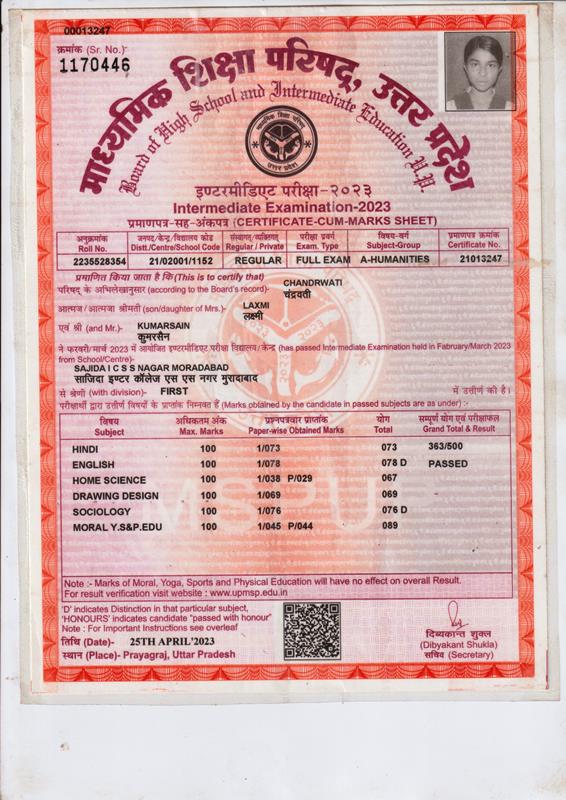 00013247
क्रमांक (Sr. No.)-
1170446
माध्यमिक शिक्षा परिषद्, उत्तर प्रदेश
Board of High School and Intermediate Education U.P.
इण्टरमीडिएट परीक्षा-२०२३
Intermediate Examination-2023
प्रमाणपत्र-सह-अंकपत्र (CERTIFICATE-CUM-MARKS SHEET)
अनुक्रमांक जनपद/केन्द्र/विद्यालय कोड संस्थागत/व्यक्तिगत परीक्षा प्रवर्ग विषय-वर्ग प्रमाणपत्र क्रमांक
Roll No. Distt./Centre/School Code Regular / Private Exam. Type Subject-Group Certificate No.
2235528354 21/02001/1152 REGULAR FULL EXAM A-HUMANITIES 21013247
प्रमाणित किया जाता है कि (This is to certify that)
परिषद् के अभिलेखानुसार (according to the Board's record)- CHANDRWATI
चंद्रवती
आत्मज / आत्मजा श्रीमती (son/daughter of Mrs.)- LAXMI
लक्ष्मी
एवं श्री (and Mr.)- KUMARSAIN
कुमारसैन
ने फरवरी/मार्च 2023 में आयोजित इण्टरमीडिएट परीक्षा विद्यालय/केन्द्र (has passed Intermediate Examination held in Fabruary/March 2023
from School/Centre)-
SAJIDA I C S S NAGAR MORADABAD
साजिदा इण्टर कॉलेज एस एस नगर मुरादाबाद
से श्रेणी (with division)- FIRST में उत्तीर्ण की है।
परीक्षार्थी द्वारा उत्तीर्ण विषयों के प्राप्तांक निम्नवत हैं (Marks obtained by the candidate in passed subjects are as under) :-
विषय अधिकतम अंक प्रश्नपत्रवार प्राप्तांक योग सम्पूर्ण योग एवं परीक्षाफल
Subject Max. Marks Paper-wise Obtained Marks Total Grand Total & Result
HINDI 100 1/073 073 363/500
ENGLISH 100 1/078 078 D PASSED
HOME SCIENCE 100 1/038 P/029 067
DRAWING DESIGN 100 1/069 069
SOCIOLOGY 100 1/076 076 D
MORAL Y.S&P.EDU 100 1/045 P/044 089
Note :- Marks of Moral, Yoga, Sports and Physical Education will have no effect on overall Result.
For result verification visit website : www.upmsp.edu.in
'D' indicates Distinction in that particular subject,
'HONOURS' indicates candidate "passed with honour"
Note : For Important Instructions see overleaf
तिथि (Date)- 25TH APRIL'2023
स्थान (Place)- Prayagraj, Uttar Pradesh
दिब्यकान्त शुक्ल
(Dibyakant Shukla)
सचिव (Secretary)